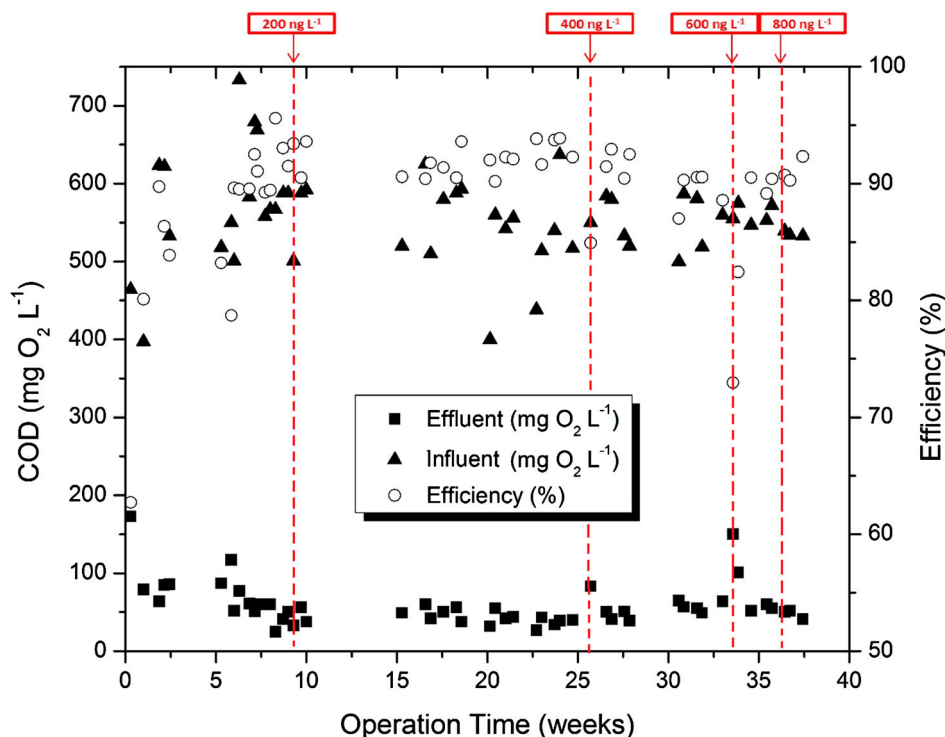 200 ng L⁻¹
400 ng L⁻¹
600 ng L⁻¹
800 ng L⁻¹
COD (mg O₂ L⁻¹)
700
600
500
400
300
200
100
0
100
90
80
70
60
50
Efficiency (%)
Effluent (mg O₂ L⁻¹)
Influent (mg O₂ L⁻¹)
Efficiency (%)
0 5 10 15 20 25 30 35 40
Operation Time (weeks)